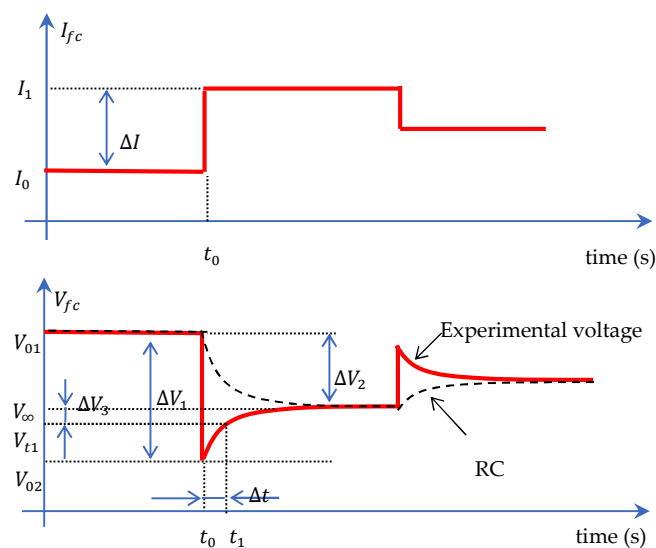 I_fc
I_1
ΔI
I_0
t_0
time (s)
V_fc
V_01
Experimental voltage
ΔV_1
ΔV_2
V_∞
ΔV_3
V_t1
RC
V_02
Δt
t_0
t_1
time (s)